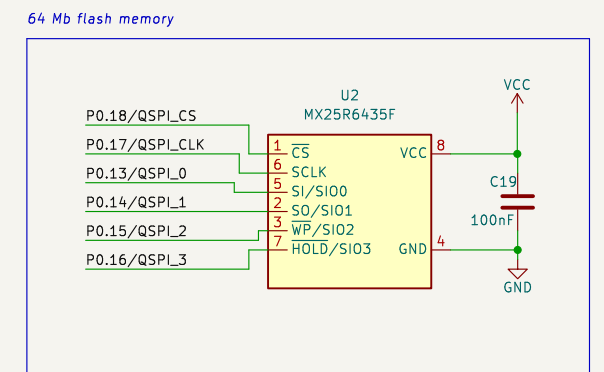 64 Mb flash memory
VCC
U2
MX25R6435F
P0.18/QSPI_CS
P0.17/QSPI_CLK
P0.13/QSPI_0
P0.14/QSPI_1
P0.15/QSPI_2
P0.16/QSPI_3
1 CS
6 SCLK
5 SI/SIO0
2 SO/SIO1
3 WP/SIO2
7 HOLD/SIO3
VCC 8
GND 4
C19
100nF
GND